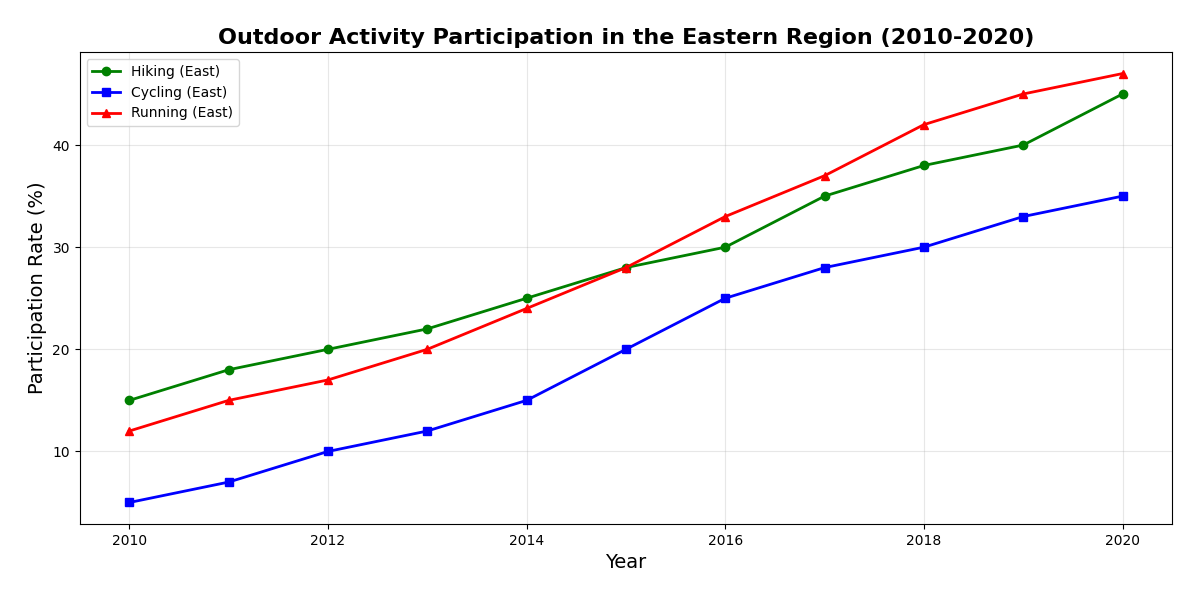 Outdoor Activity Participation in the Eastern Region (2010-2020)
Hiking (East)
Cycling (East)
Running (East)
Participation Rate (%)
40
30
20
10
2010 2012 2014 2016 2018 2020
Year